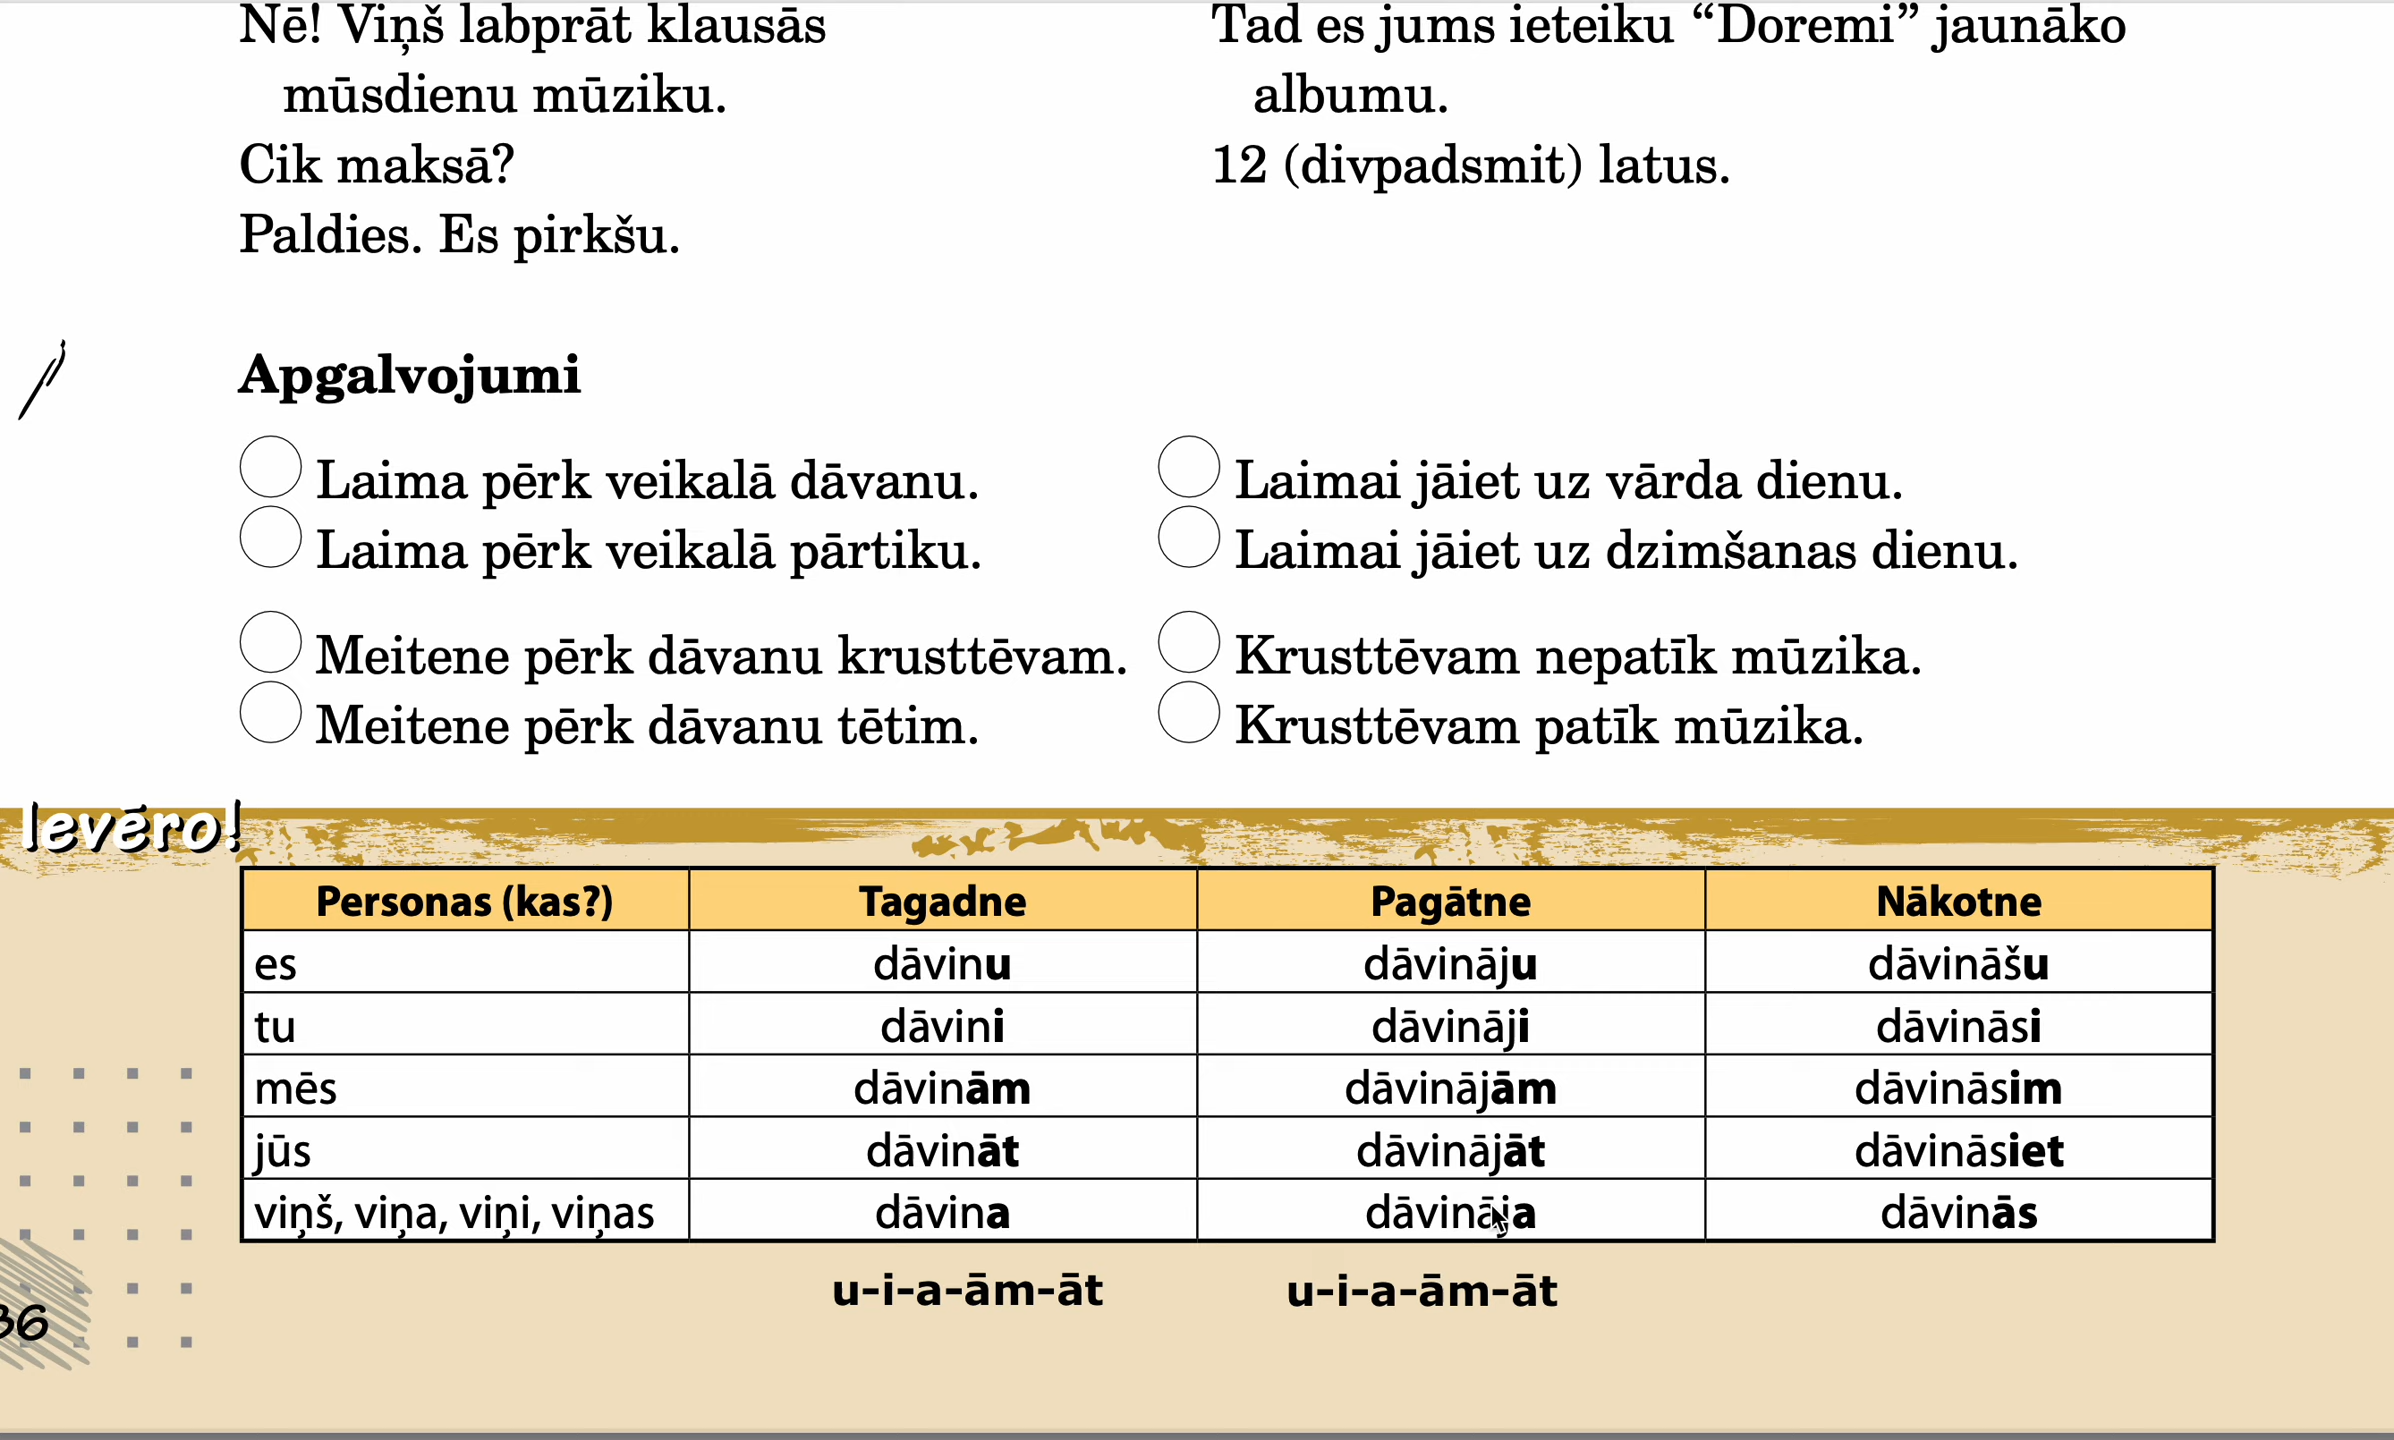 Nē! Viņš labprāt klausās
mūsdienu mūziku.
Cik maksā?
Paldies. Es pirkšu.
Tad es jums ieteiku “Doremi” jaunāko
albumu.
12 (divpadsmit) latus.
Apgalvojumi
Laima pērk veikalā dāvanu.
Laima pērk veikalā pārtiku.
Meitene pērk dāvanu krusttēvam.
Meitene pērk dāvanu tētim.
Laimai jāiet uz vārda dienu.
Laimai jāiet uz dzimšanas dienu.
Krusttēvam nepatīk mūzika.
Krusttēvam patīk mūzika.
Ievēro!
Personas (kas?) Tagadne Pagātne Nākotne
es dāvinu dāvināju dāvināšu
tu dāvini dāvināji dāvināsi
mēs dāvinām dāvinājām dāvināsim
jūs dāvināt dāvinājāt dāvināsiet
viņš, viņa, viņi, viņas dāvina dāvināja dāvinās
u-i-a-ām-āt u-i-a-ām-āt
36